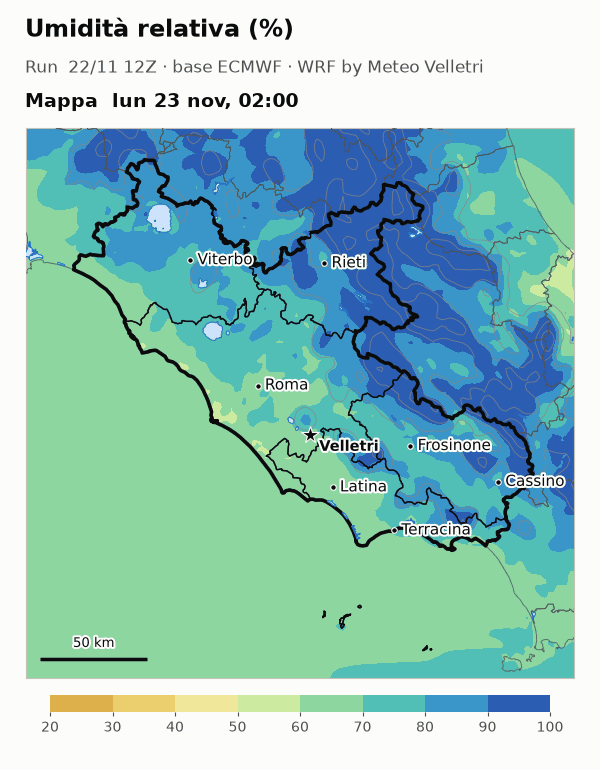 Umidità relativa (%)
Run  22/11 12Z · base ECMWF · WRF by Meteo Velletri
Mappa  lun 23 nov, 02:00
Viterbo
Rieti
Roma
Velletri
Frosinone
Cassino
Latina
Terracina
50 km
20 30 40 50 60 70 80 90 100